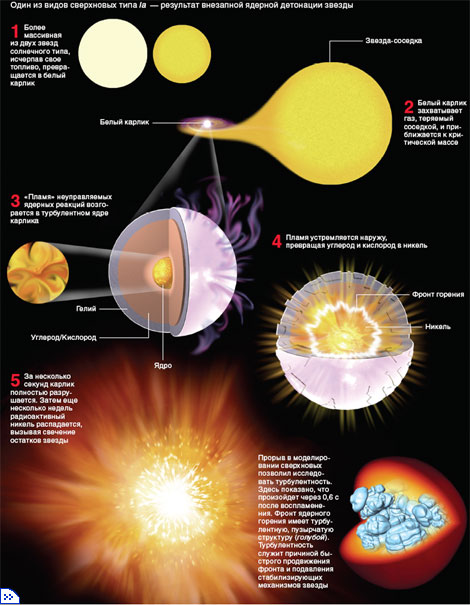 Один из видов сверхновых типа Ia — результат внезапной ядерной детонации звезды
1 Более
массивная
из двух звезд
солнечного типа,
исчерпав свое
топливо, превра-
щается в белый
карлик
Звезда-соседка
Белый карлик
2 Белый карлик
захватывает
газ, теряемый
соседкой, и при-
ближается к кри-
тической массе
3 «Пламя» неуправляемых
ядерных реакций возго-
рается в турбулентном ядре
карлика
4 Пламя устремляется наружу,
превращая углерод и кислород в никель
Гелий
Углерод/Кислород
Ядро
Фронт горения
Никель
5 За несколько
секунд карлик
полностью разру-
шается. Затем еще
несколько недель
радиоактивный
никель распадается,
вызывая свечение
остатков звезды
Прорыв в моделиро-
вании сверхновых
позволил исследо-
вать турбулентность.
Здесь показано, что
произойдет через 0,6 с
после воспламене-
ния. Фронт ядерного
горения имеет турбу-
лентную, пузырчатую
структуру (голубой).
Турбулентность
служит причиной бы-
строго продвижения
фронта и подавления
стабилизирующих
механизмов звезды